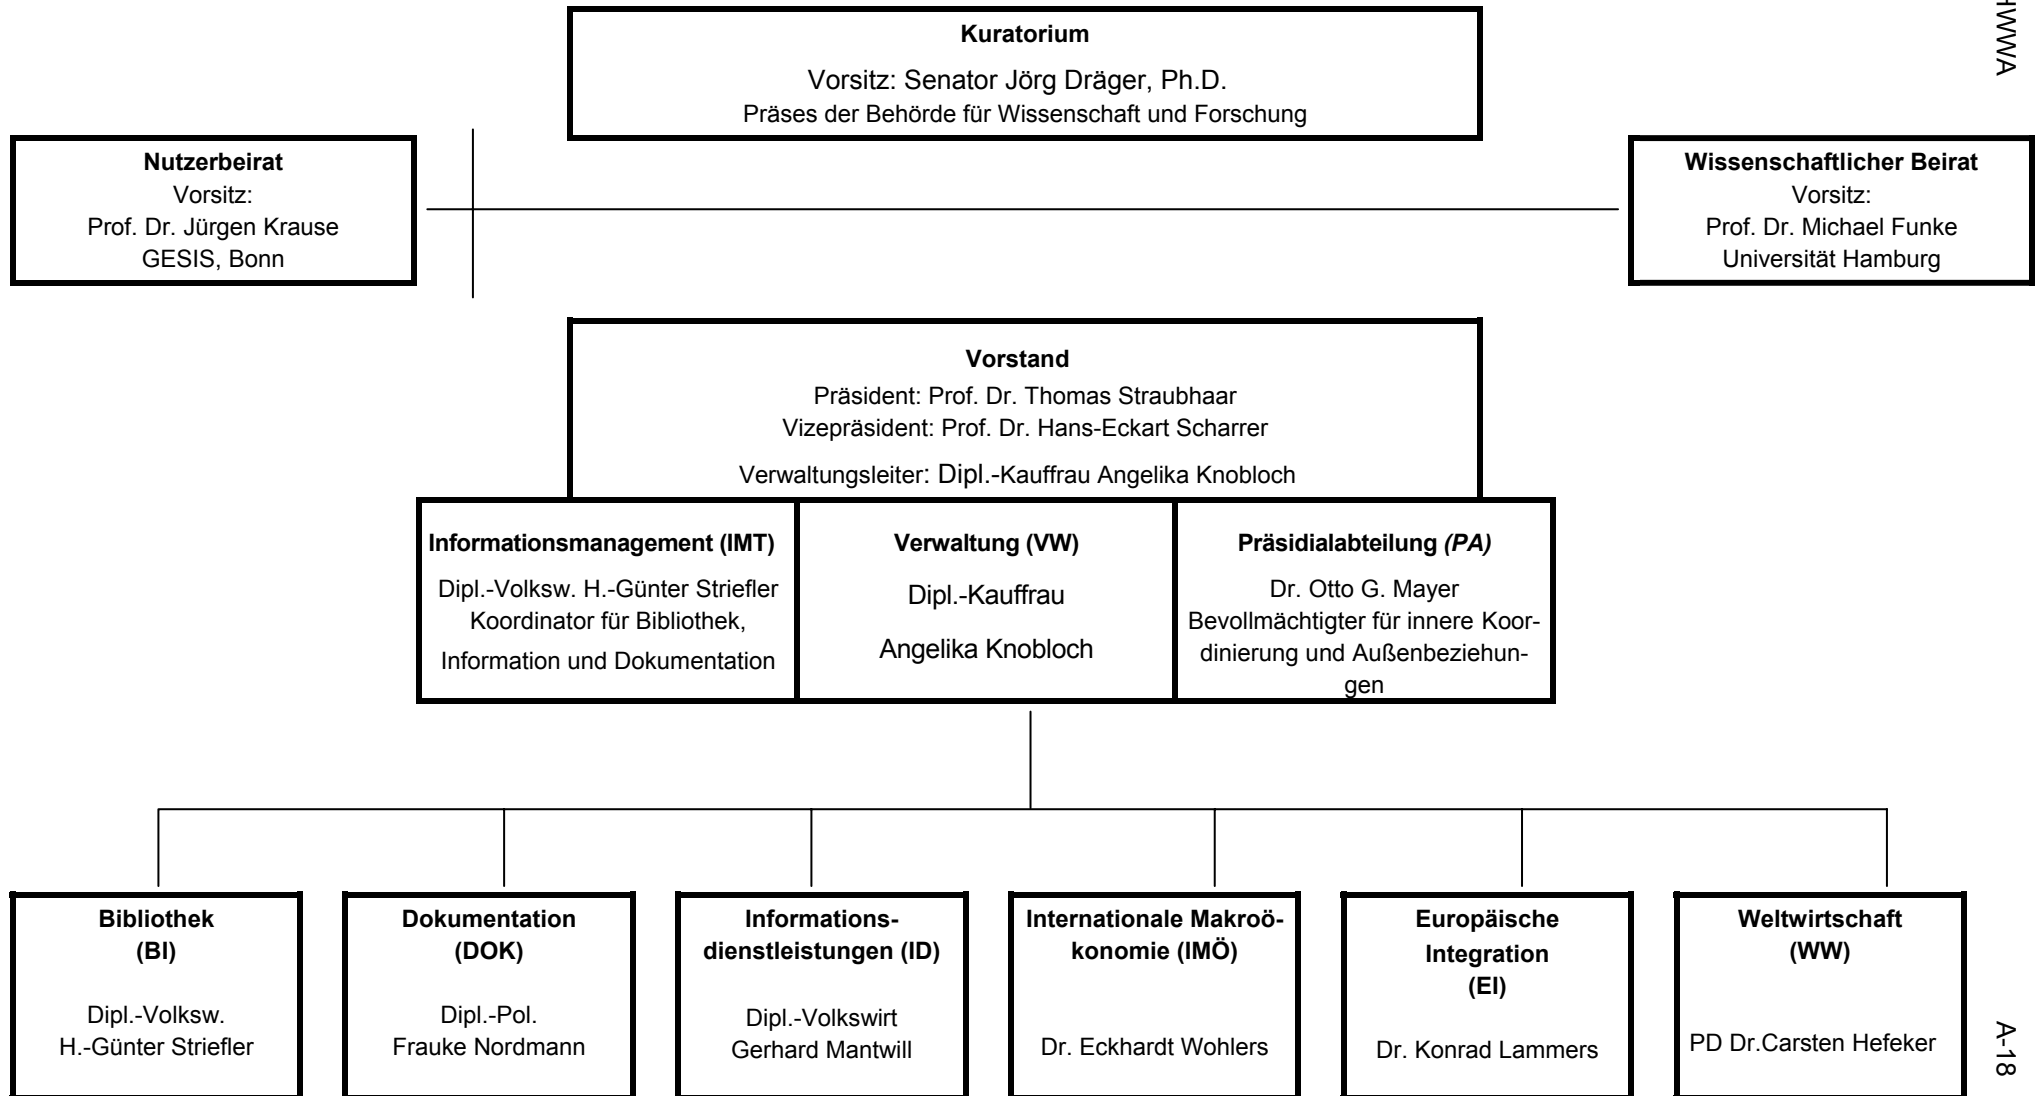 HWWA
Kuratorium
Vorsitz: Senator Jörg Dräger, Ph.D.
Präses der Behörde für Wissenschaft und Forschung
Nutzerbeirat
Vorsitz:
Prof. Dr. Jürgen Krause
GESIS, Bonn
Wissenschaftlicher Beirat
Vorsitz:
Prof. Dr. Michael Funke
Universität Hamburg
Vorstand
Präsident: Prof. Dr. Thomas Straubhaar
Vizepräsident: Prof. Dr. Hans-Eckart Scharrer
Verwaltungsleiter: Dipl.-Kauffrau Angelika Knobloch
Informationsmanagement (IMT)
Dipl.-Volksw. H.-Günter Striefler
Koordinator für Bibliothek,
Information und Dokumentation
Verwaltung (VW)
Dipl.-Kauffrau
Angelika Knobloch
Präsidialabteilung (PA)
Dr. Otto G. Mayer
Bevollmächtigter für innere Koor-
dinierung und Außenbeziehun-
gen
Bibliothek
(BI)
Dipl.-Volksw.
H.-Günter Striefler
Dokumentation
(DOK)
Dipl.-Pol.
Frauke Nordmann
Informations-
dienstleistungen (ID)
Dipl.-Volkswirt
Gerhard Mantwill
Internationale Makroö-
konomie (IMÖ)
Dr. Eckhardt Wohlers
Europäische
Integration
(EI)
Dr. Konrad Lammers
Weltwirtschaft
(WW)
PD Dr.Carsten Hefeker
A-18